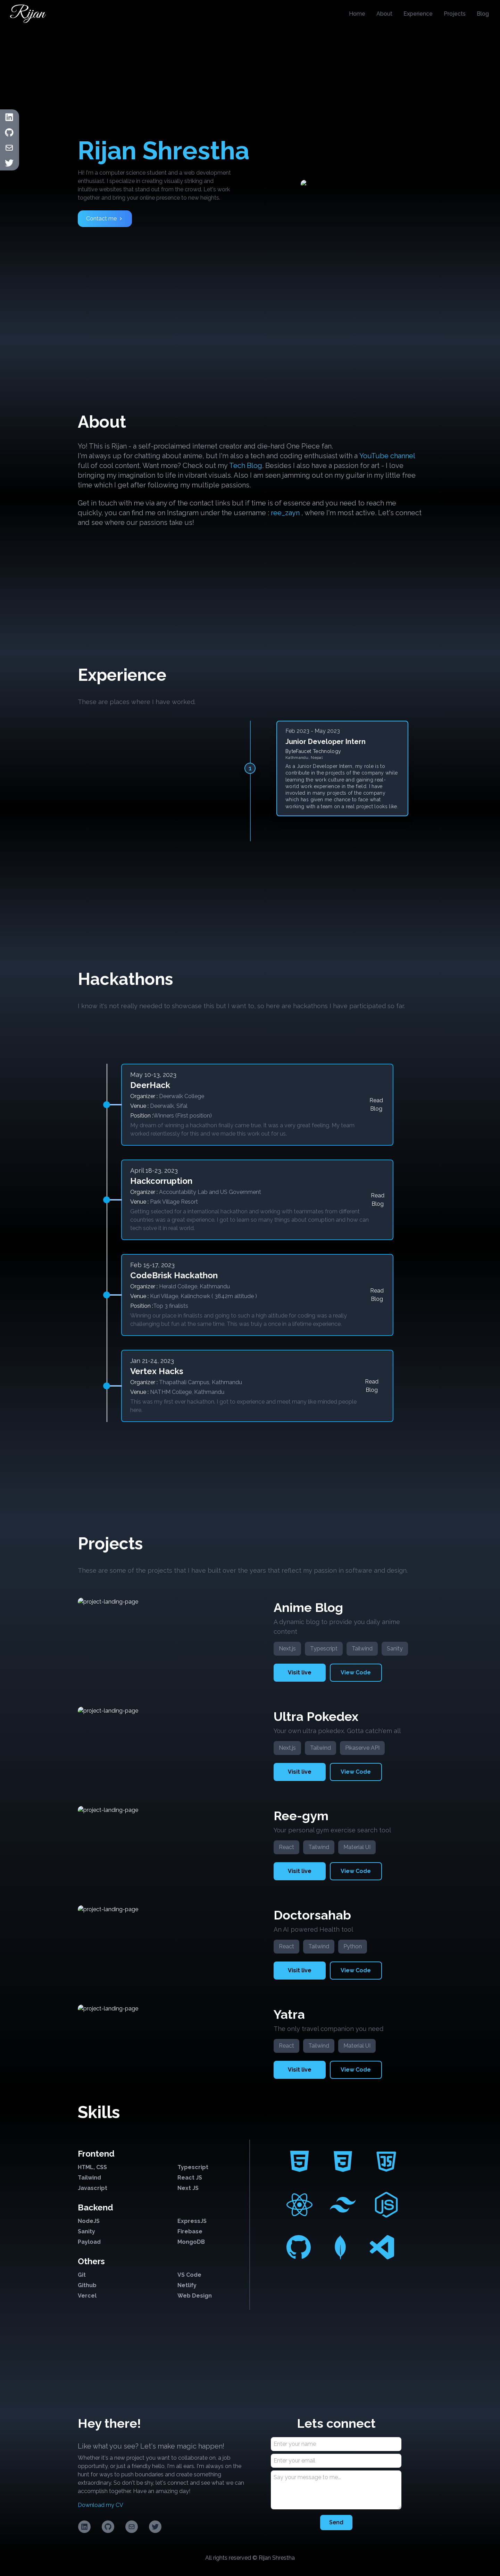 Rijan
Home About Experience Projects Blog
Rijan Shrestha
Hi! I'm a computer science student and a web development
enthusiast. I specialize in creating visually striking and
intuitive websites that stand out from the crowd. Let's work
together and bring your online presence to new heights.
Contact me
About
Yo! This is Rijan - a self-proclaimed internet creator and die-hard One Piece fan.
I'm always up for chatting about anime, but I'm also a tech and coding enthusiast with a YouTube channel
full of cool content. Want more? Check out my Tech Blog. Besides I also have a passion for art - I love
bringing my imagination to life in vibrant visuals. Also I am seen jamming out on my guitar in my little free
time which I get after following my multiple passions.
Get in touch with me via any of the contact links but if time is of essence and you need to reach me
quickly, you can find me on Instagram under the username : ree_zayn , where I'm most active. Let's connect
and see where our passions take us!
Experience
These are places where I have worked.
1
Feb 2023 - May 2023
Junior Developer Intern
ByteFaucet Technology
Kathmandu, Nepal
As a Junior Developer Intern, my role is to
contribute in the projects of the company while
learning the work culture and gaining real-
world work experience in the field. I have
involved in many projects of the company
which has given me chance to face what
working with a team on a real project looks like.
Hackathons
I know it's not really needed to showcase this but I want to, so here are hackathons I have participated so far.
May 10-13, 2023
DeerHack
Organizer : Deerwalk College
Venue : Deerwalk, Sifal
Position :Winners (First position)
My dream of winning a hackathon finally came true, it was a very great feeling. My team
worked relentlessly for this and we made this work out for us.
Read
Blog
April 18-23, 2023
Hackcorruption
Organizer : Accountability Lab and US Government
Venue : Park Village Resort
Getting selected for a international hackathon and working with teammates from different
countries was a great experience. I got to learn so many things about corruption and how can
tech solve it in real world.
Read
Blog
Feb 15-17, 2023
CodeBrisk Hackathon
Organizer : Herald College, Kathmandu
Venue : Kuri Village, Kalinchowk ( 3842m altitude )
Position :Top 3 finalists
Winning our place in finalists and going to such a high altitude for coding was a really
challenging but fun at the same time. This was truly a once in a lifetime experience.
Read
Blog
Jan 21-24, 2023
Vertex Hacks
Organizer : Thapathali Campus, Kathmandu
Venue : NATHM College, Kathmandu
This was my first ever hackathon. I got to experience and meet many like minded people
here.
Read
Blog
Projects
These are some of the projects that I have built over the years that reflect my passion in software and design.
project-landing-page
Anime Blog
A dynamic blog to provide you daily anime
content
Next.js Typescript Tailwind Sanity
Visit live View Code
project-landing-page
Ultra Pokedex
Your own ultra pokedex. Gotta catch'em all
Next.js Tailwind Pikaserve API
Visit live View Code
project-landing-page
Ree-gym
Your personal gym exercise search tool
React Tailwind Material UI
Visit live View Code
project-landing-page
Doctorsahab
An AI powered Health tool
React Tailwind Python
Visit live View Code
project-landing-page
Yatra
The only travel companion you need
React Tailwind Material UI
Visit live View Code
Skills
Frontend
HTML, CSS Typescript
Tailwind React JS
Javascript Next JS
Backend
NodeJS ExpressJS
Sanity Firebase
Payload MongoDB
Others
Git VS Code
Github Netlify
Vercel Web Design
Hey there!
Like what you see? Let's make magic happen!
Whether it's a new project you want to collaborate on, a job
opportunity, or just a friendly hello, I'm all ears. I'm always on the
hunt for ways to push boundaries and create something
extraordinary. So don't be shy, let's connect and see what we can
accomplish together. Have an amazing day!
Download my CV
Lets connect
Enter your name
Enter your email
Say your message to me...
Send
All rights reserved © Rijan Shrestha